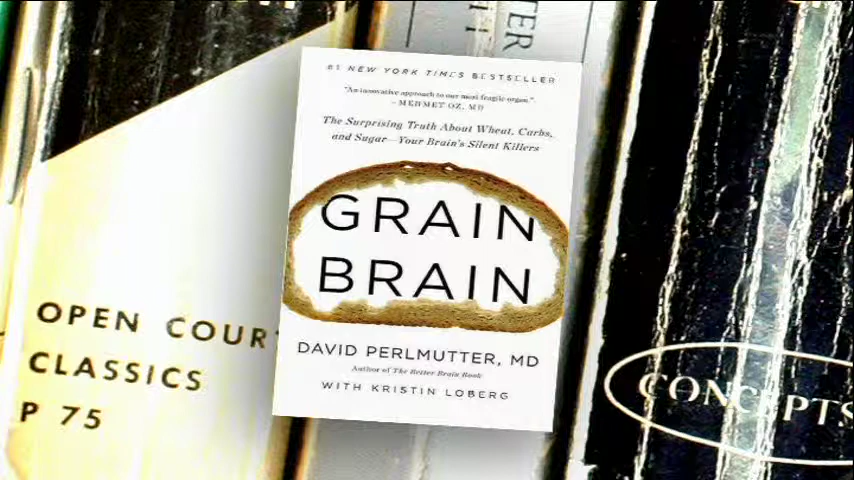 #1 NEW YORK TIMES BESTSELLER
"An innovative approach to our most fragile organ."
—MEHMET OZ, MD
The Surprising Truth About Wheat, Carbs,
and Sugar—Your Brain's Silent Killers
GRAIN
BRAIN
DAVID PERLMUTTER, MD
Author of The Better Brain Book
WITH KRISTIN LOBERG
OPEN COUR
CLASSICS
P 75
CONCEPTS